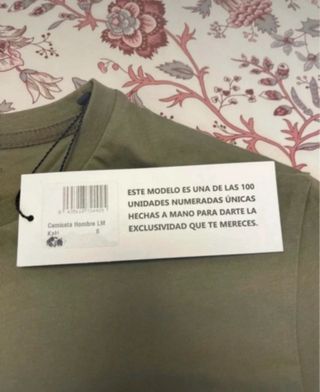 Camiseta Hombre LM
Kaki S
ESTE MODELO ES UNA DE LAS 100
UNIDADES NUMERADAS ÚNICAS
HECHAS A MANO PARA DARTE LA
EXCLUSIVIDAD QUE TE MERECES.